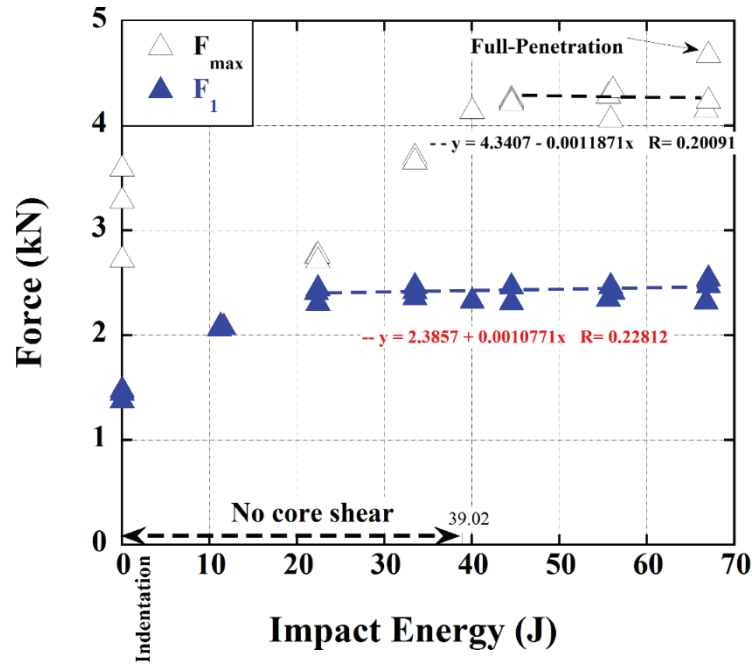 F_max
F_1
Full-Penetration
-- y = 4.3407 - 0.0011871x R= 0.20091
-- y = 2.3857 + 0.0010771x R= 0.22812
No core shear
39.02
5
4
3
2
1
0
Force (kN)
0 10 20 30 40 50 60 70
Indentation
Impact Energy (J)